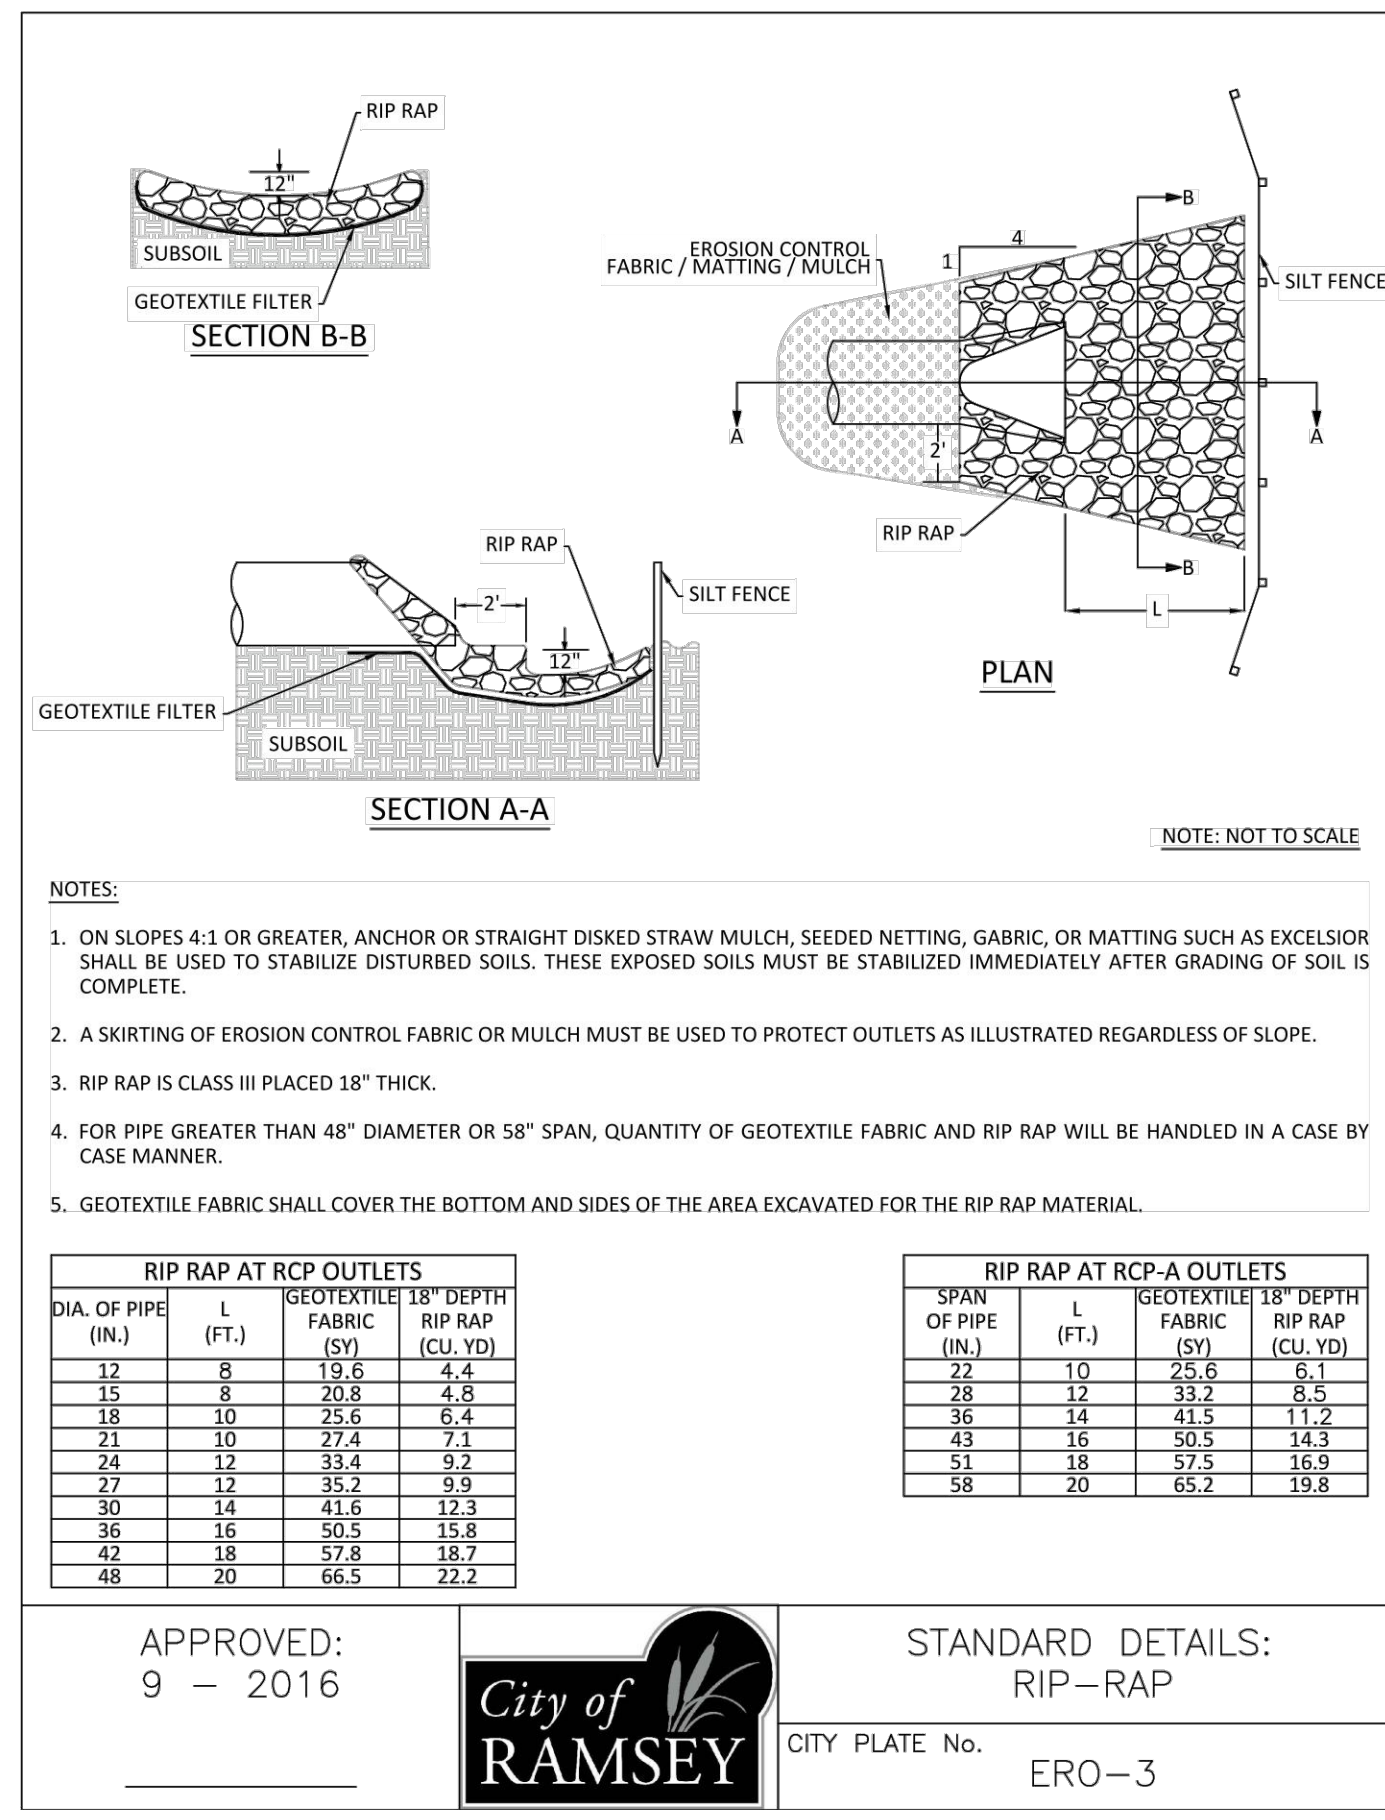 RIP RAP
12"
SUBSOIL
GEOTEXTILE FILTER
SECTION B-B
B
4
1
EROSION CONTROL
FABRIC / MATTING / MULCH
SILT FENCE
A
A
2'
RIP RAP
B
L
PLAN
RIP RAP
2'
SILT FENCE
12"
GEOTEXTILE FILTER
SUBSOIL
SECTION A-A
NOTE: NOT TO SCALE
NOTES:
1. ON SLOPES 4:1 OR GREATER, ANCHOR OR STRAIGHT DISKED STRAW MULCH, SEEDED NETTING, GABRIC, OR MATTING SUCH AS EXCELSIOR
SHALL BE USED TO STABILIZE DISTURBED SOILS. THESE EXPOSED SOILS MUST BE STABILIZED IMMEDIATELY AFTER GRADING OF SOIL IS
COMPLETE.
2. A SKIRTING OF EROSION CONTROL FABRIC OR MULCH MUST BE USED TO PROTECT OUTLETS AS ILLUSTRATED REGARDLESS OF SLOPE.
3. RIP RAP IS CLASS III PLACED 18" THICK.
4. FOR PIPE GREATER THAN 48" DIAMETER OR 58" SPAN, QUANTITY OF GEOTEXTILE FABRIC AND RIP RAP WILL BE HANDLED IN A CASE BY
CASE MANNER.
5. GEOTEXTILE FABRIC SHALL COVER THE BOTTOM AND SIDES OF THE AREA EXCAVATED FOR THE RIP RAP MATERIAL.
RIP RAP AT RCP OUTLETS
DIA. OF PIPE (IN.) L (FT.) GEOTEXTILE FABRIC (SY) 18" DEPTH RIP RAP (CU. YD)
12 8 19.6 4.4
15 8 20.8 4.8
18 10 25.6 6.4
21 10 27.4 7.1
24 12 33.4 9.2
27 12 35.2 9.9
30 14 41.6 12.3
36 16 50.5 15.8
42 18 57.8 18.7
48 20 66.5 22.2
RIP RAP AT RCP-A OUTLETS
SPAN OF PIPE (IN.) L (FT.) GEOTEXTILE FABRIC (SY) 18" DEPTH RIP RAP (CU. YD)
22 10 25.6 6.1
28 12 33.2 8.5
36 14 41.5 11.2
43 16 50.5 14.3
51 18 57.5 16.9
58 20 65.2 19.8
APPROVED:
9 - 2016
City of
RAMSEY
STANDARD DETAILS:
RIP-RAP
CITY PLATE No.
ERO-3